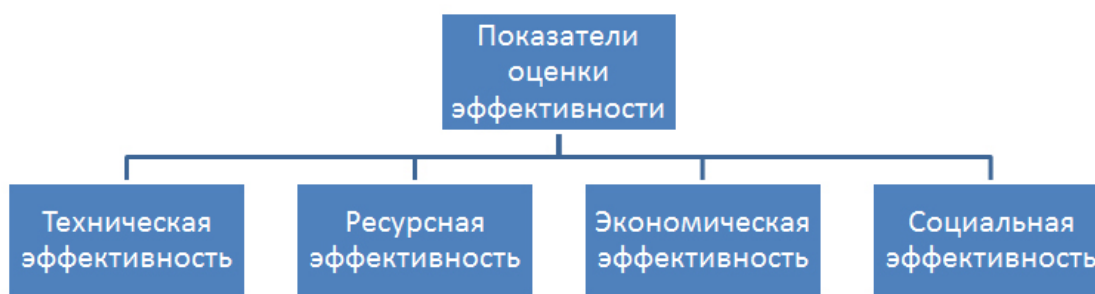 Показатели
оценки
эффективности
Техническая
эффективность
Ресурсная
эффективность
Экономическая
эффективность
Социальная
эффективность